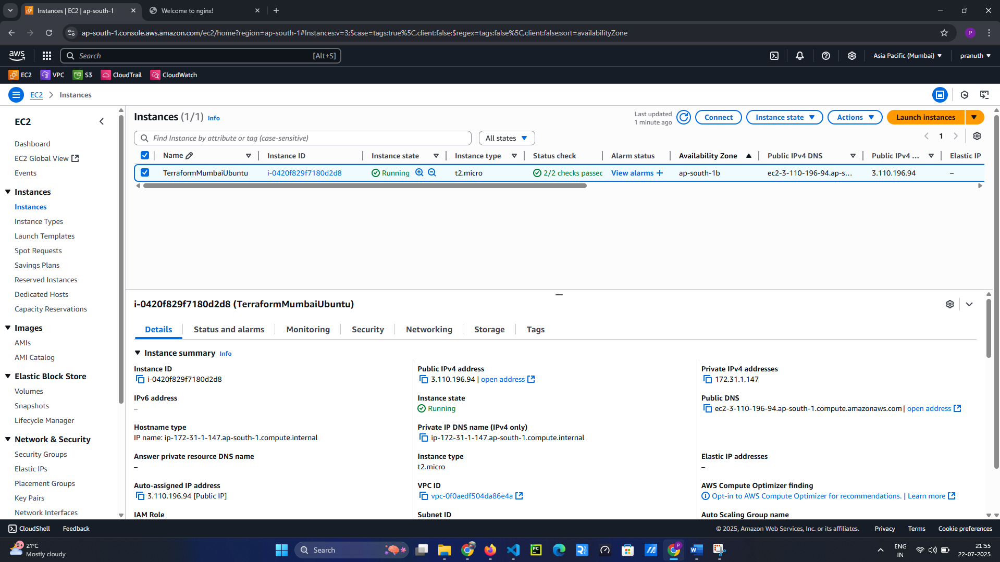 Instances | EC2 | ap-south-1
Welcome to nginx!
ap-south-1.console.aws.amazon.com/ec2/home?region=ap-south-1#Instances:v=3;$case=tags:true%5C,client:false;$regex=tags:false%5C,client:false;sort=availabilityZone
P
aws
Search
[Alt+S]
Asia Pacific (Mumbai)
pranuth
EC2
VPC
S3
CloudTrail
CloudWatch
EC2
Instances
EC2
Dashboard
EC2 Global View
Events
Instances
Instances
Instance Types
Launch Templates
Spot Requests
Savings Plans
Reserved Instances
Dedicated Hosts
Capacity Reservations
Images
AMIs
AMI Catalog
Elastic Block Store
Volumes
Snapshots
Lifecycle Manager
Network & Security
Security Groups
Elastic IPs
Placement Groups
Key Pairs
Network Interfaces
Instances (1/1) Info
Last updated
1 minute ago
Connect
Instance state
Actions
Launch instances
Find Instance by attribute or tag (case-sensitive)
All states
1
Name
Instance ID
Instance state
Instance type
Status check
Alarm status
Availability Zone
Public IPv4 DNS
Public IPv4 ...
Elastic IP
TerraformMumbaiUbuntu
i-0420f829f7180d2d8
Running
t2.micro
2/2 checks passec
View alarms
ap-south-1b
ec2-3-110-196-94.ap-s...
3.110.196.94
–
i-0420f829f7180d2d8 (TerraformMumbaiUbuntu)
Details
Status and alarms
Monitoring
Security
Networking
Storage
Tags
Instance summary Info
Instance ID
i-0420f829f7180d2d8
Public IPv4 address
3.110.196.94 | open address
Private IPv4 addresses
172.31.1.147
IPv6 address
–
Instance state
Running
Public DNS
ec2-3-110-196-94.ap-south-1.compute.amazonaws.com | open address
Hostname type
IP name: ip-172-31-1-147.ap-south-1.compute.internal
Private IP DNS name (IPv4 only)
ip-172-31-1-147.ap-south-1.compute.internal
Answer private resource DNS name
–
Instance type
t2.micro
Elastic IP addresses
–
Auto-assigned IP address
3.110.196.94 [Public IP]
VPC ID
vpc-0f0aedf504da86e4a
AWS Compute Optimizer finding
Opt-in to AWS Compute Optimizer for recommendations. | Learn more
IAM Role
Subnet ID
Auto Scaling Group name
CloudShell
Feedback
© 2025, Amazon Web Services, Inc. or its affiliates.
Privacy
Terms
Cookie preferences
9+
21°C
Mostly cloudy
Search
PC
P
ENG
IN
21:55
22-07-2025